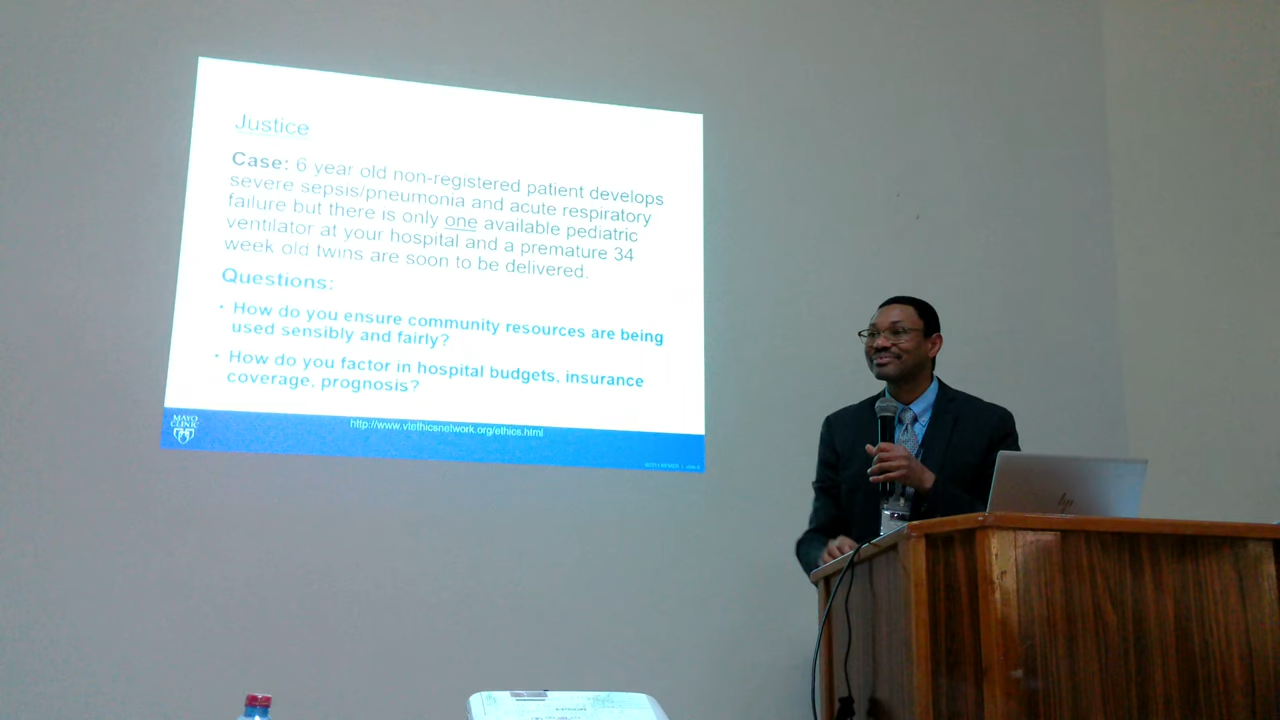 Justice
Case: 6 year old non-registered patient develops
severe sepsis/pneumonia and acute respiratory
failure but there is only one available pediatric
ventilator at your hospital and a premature 34
week old twins are soon to be delivered.
Questions:
• How do you ensure community resources are being
used sensibly and fairly?
• How do you factor in hospital budgets, insurance
coverage, prognosis?
MAYO
CLINIC
http://www.vtethicsnetwork.org/ethics.html
hp